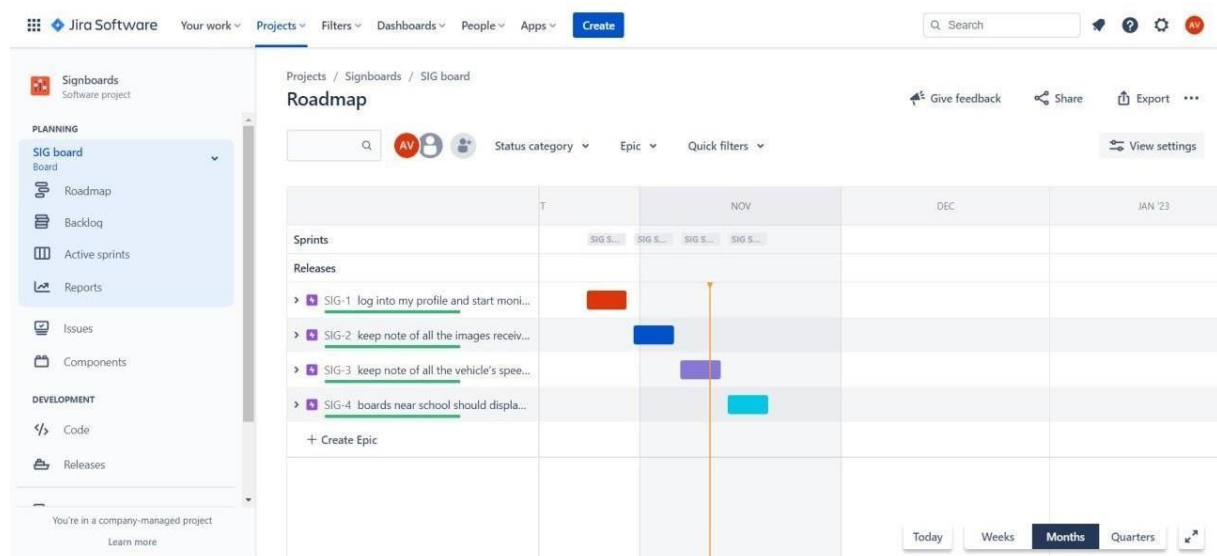 Jira Software Your work Projects Filters Dashboards People Apps Create Search AV
Signboards
Software project
PLANNING
SIG board
Board
Roadmap
Backlog
Active sprints
Reports
Issues
Components
DEVELOPMENT
Code
Releases
You're in a company-managed project
Learn more
Projects / Signboards / SIG board
Roadmap
Give feedback Share Export
AV Status category Epic Quick filters View settings
T NOV DEC JAN '23
Sprints SIG S... SIG S... SIG S... SIG S...
Releases
SIG-1 log into my profile and start moni...
SIG-2 keep note of all the images receiv...
SIG-3 keep note of all the vehicle's spee...
SIG-4 boards near school should displa...
+ Create Epic
Today Weeks Months Quarters